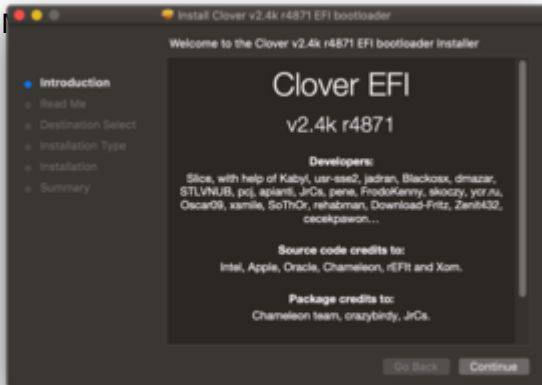 Install Clover v2.4k r4871 EFI bootloader
Welcome to the Clover v2.4k r4871 EFI bootloader Installer
Introduction
Read Me
Destination Select
Installation Type
Installation
Summary
Clover EFI
v2.4k r4871
Developers:
Slice, with help of Kabyl, usr-sse2, jadran, Blackosx, dmazar,
STLVNUB, pcj, apianti, JrCs, pene, FrodoKenny, skoczy, ycr.ru,
Oscar09, xsmile, SoThOr, rehabman, Download-Fritz, Zenit432,
cecekpawon...
Source code credits to:
Intel, Apple, Oracle, Chameleon, rEFIt and Xom.
Package credits to:
Chameleon team, crazybirdy, JrCs.
Go Back
Continue